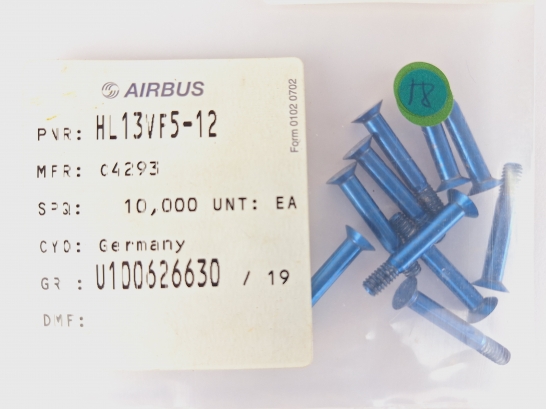 AIRBUS
PNR: HL13VF5-12
MFR: C4293
SPQ: 10,000 UNT: EA
CYO: Germany
GR : U100626630 / 19
DMF:
Form 0102 0702
18